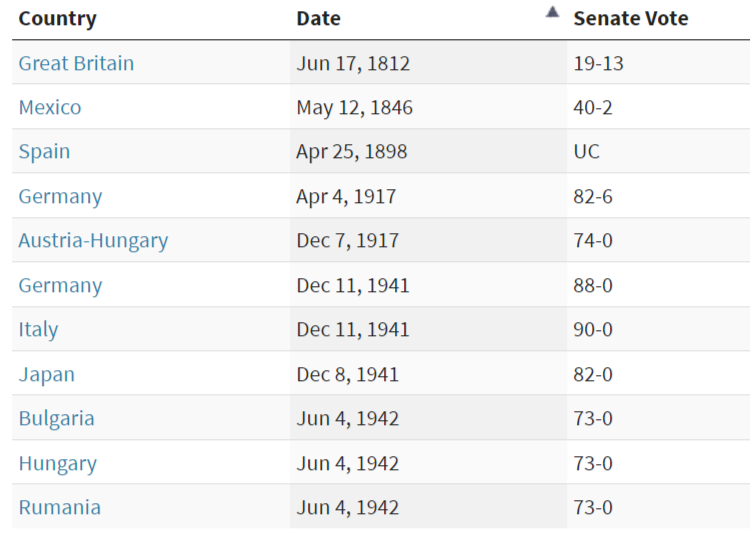 Country Date ▲ Senate Vote
Great Britain Jun 17, 1812 19-13
Mexico May 12, 1846 40-2
Spain Apr 25, 1898 UC
Germany Apr 4, 1917 82-6
Austria-Hungary Dec 7, 1917 74-0
Germany Dec 11, 1941 88-0
Italy Dec 11, 1941 90-0
Japan Dec 8, 1941 82-0
Bulgaria Jun 4, 1942 73-0
Hungary Jun 4, 1942 73-0
Rumania Jun 4, 1942 73-0